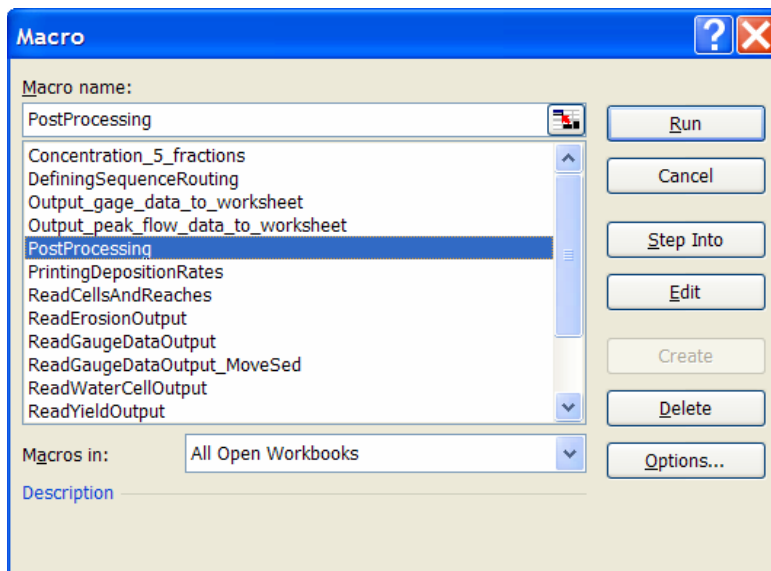 Macro
Macro name:
PostProcessing
Concentration_5_fractions
DefiningSequenceRouting
Output_gage_data_to_worksheet
Output_peak_flow_data_to_worksheet
PostProcessing
PrintingDepositionRates
ReadCellsAndReaches
ReadErosionOutput
ReadGaugeDataOutput
ReadGaugeDataOutput_MoveSed
ReadWaterCellOutput
ReadYieldOutput
Macros in:
All Open Workbooks
Description
Run
Cancel
Step Into
Edit
Create
Delete
Options...